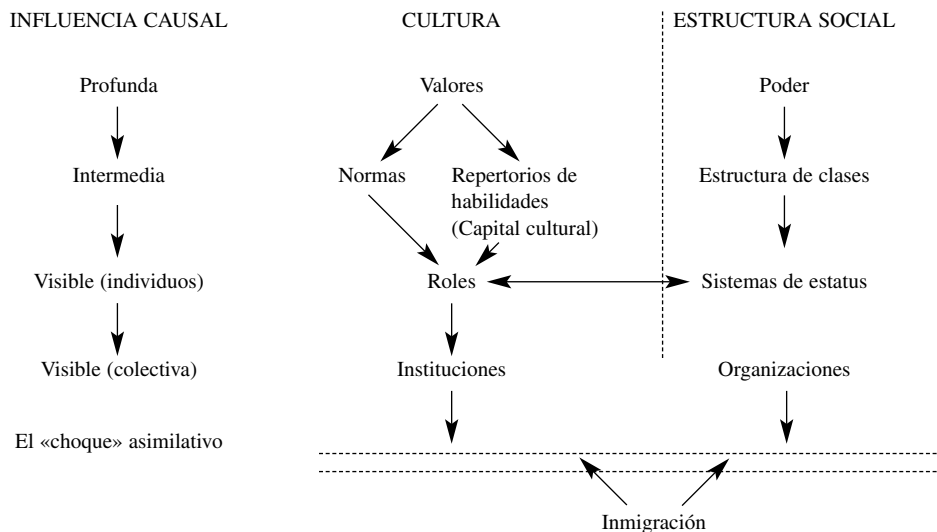 INFLUENCIA CAUSAL
CULTURA
ESTRUCTURA SOCIAL
Profunda
Valores
Poder
Intermedia
Normas
Repertorios de
habilidades
(Capital cultural)
Estructura de clases
Visible (individuos)
Roles
Sistemas de estatus
Visible (colectiva)
Instituciones
Organizaciones
El «choque» asimilativo
Inmigración